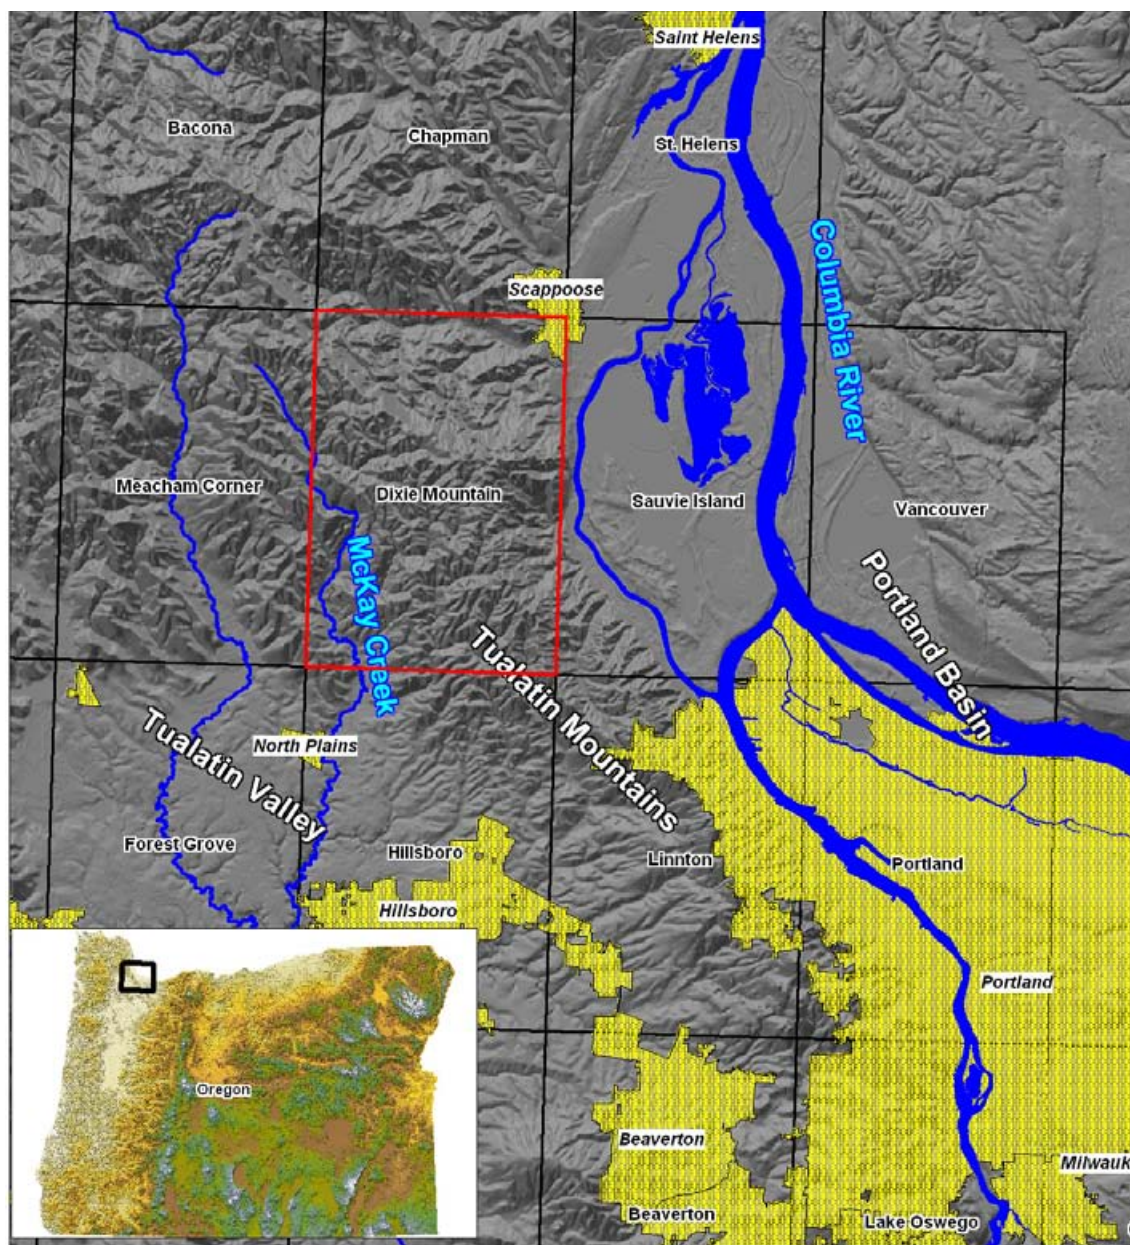 Saint Helens
Bacona
Chapman
St. Helens
Columbia River
Scappoose
Meacham Corner
Dixie Mountain
Sauvie Island
Vancouver
McKay Creek
Portland Basin
Tualatin Mountains
Tualatin Valley
North Plains
Forest Grove
Hillsboro
Linnton
Portland
Hillsboro
Portland
Oregon
Beaverton
Milwauk
Beaverton
Lake Oswego